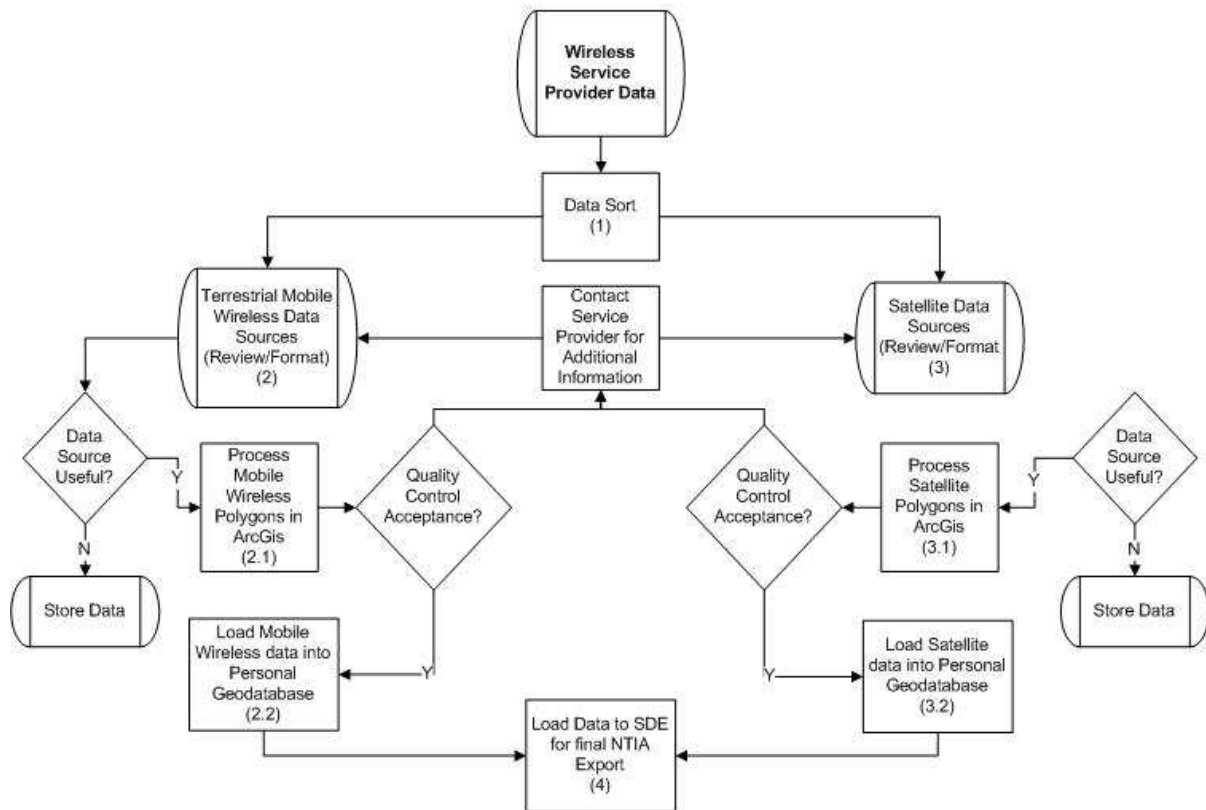 Wireless
Service
Provider Data
Data Sort
(1)
Terrestrial Mobile
Wireless Data
Sources
(Review/Format)
(2)
Contact
Service
Provider for
Additional
Information
Satellite Data
Sources
(Review/Format
(3)
Data
Source
Useful?
Y
N
Store Data
Process
Mobile
Wireless
Polygons in
ArcGis
(2.1)
Quality
Control
Acceptance?
Y
Quality
Control
Acceptance?
Y
Process
Satellite
Polygons in
ArcGis
(3.1)
Y
Data
Source
Useful?
N
Store Data
Load Mobile
Wireless data into
Personal
Geodatabase
(2.2)
Load Satellite
data into Personal
Geodatabase
(3.2)
Load Data to SDE
for final NTIA
Export
(4)